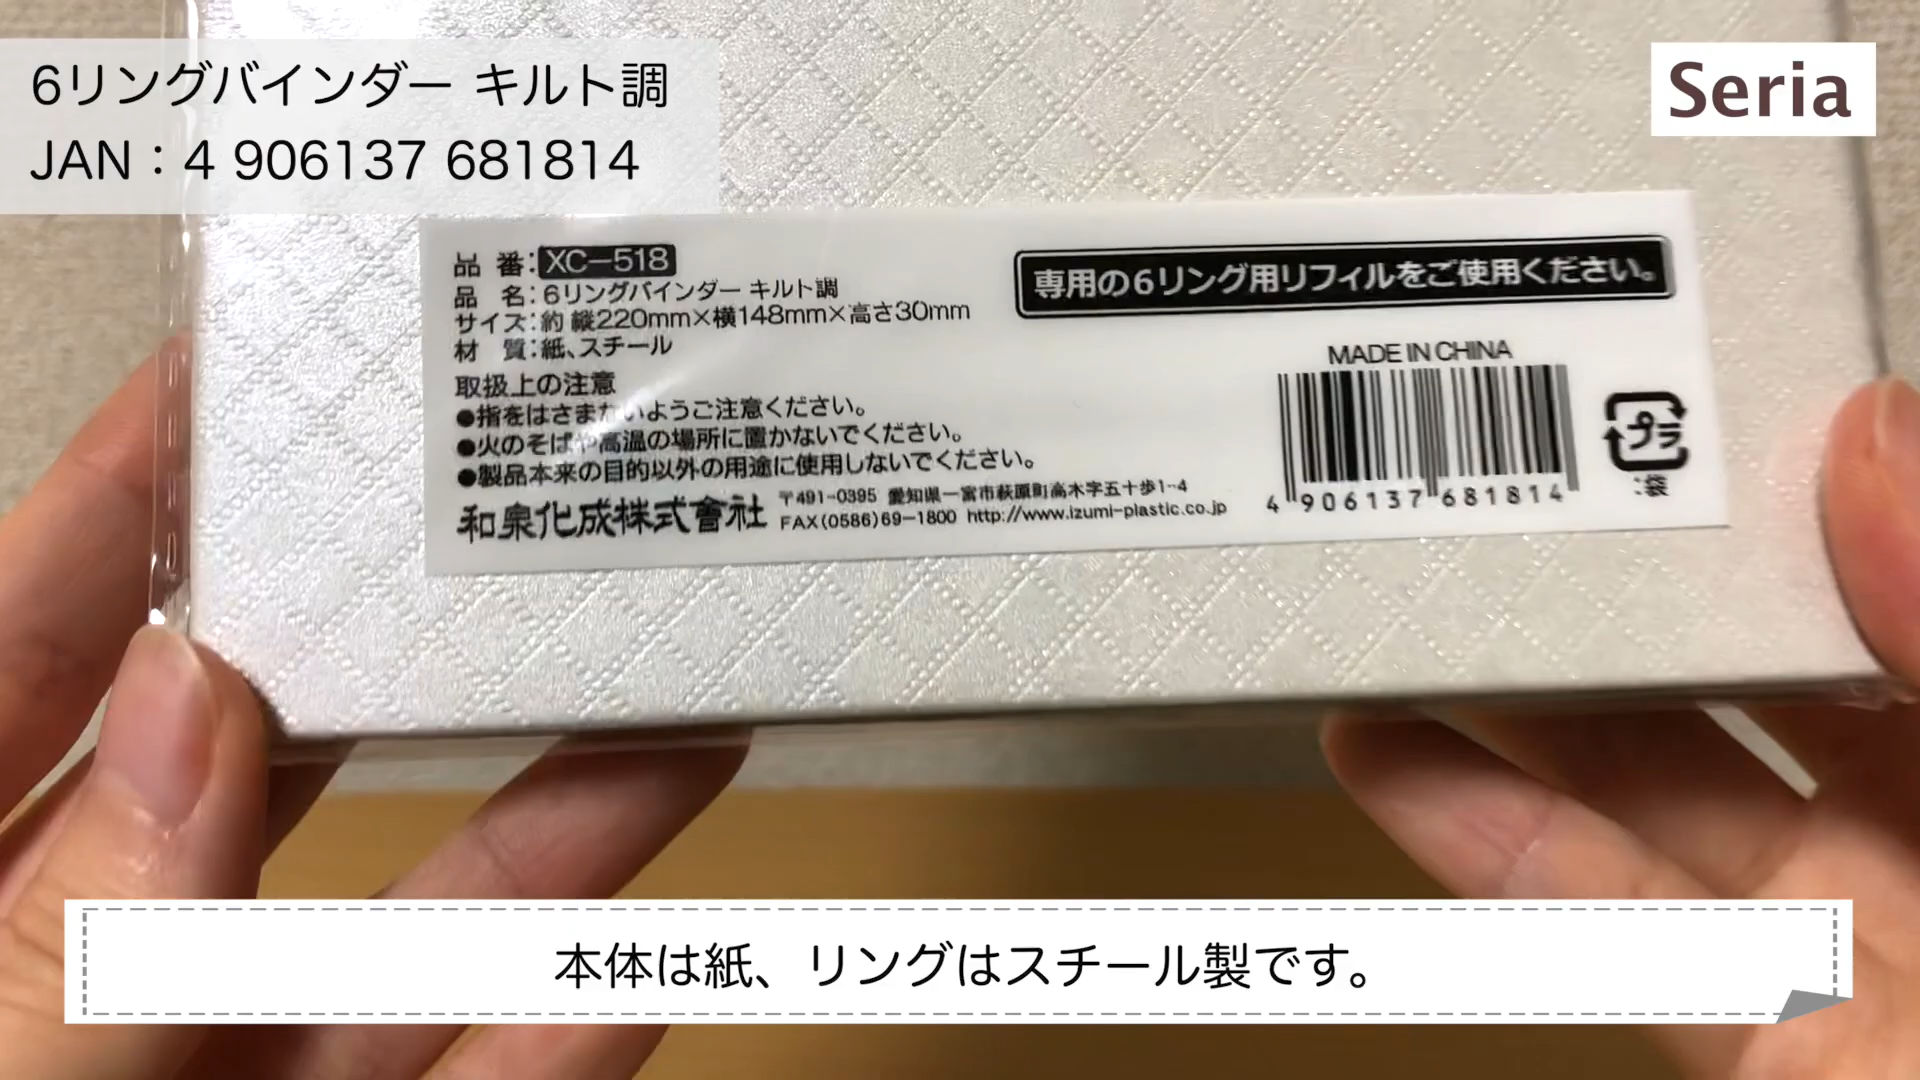 6リングバインダー キルト調
JAN：4 906137 681814
Seria
品 番：XC−518
品 名：6リングバインダー キルト調
サイズ：約 縦220mm×横148mm×高さ30mm
材 質：紙、スチール
取扱上の注意
●指をはさまないようご注意ください。
●火のそばや高温の場所に置かないでください。
●製品本来の目的以外の用途に使用しないでください。
和泉化成株式會社
〒491-0395 愛知県一宮市萩原町高木字五十歩1-4
FAX(0586)69−1800 http://www.izumi-plastic.co.jp
専用の6リング用リフィルをご使用ください。
MADE IN CHINA
4 906137 681814
プラ
：袋
本体は紙、リングはスチール製です。